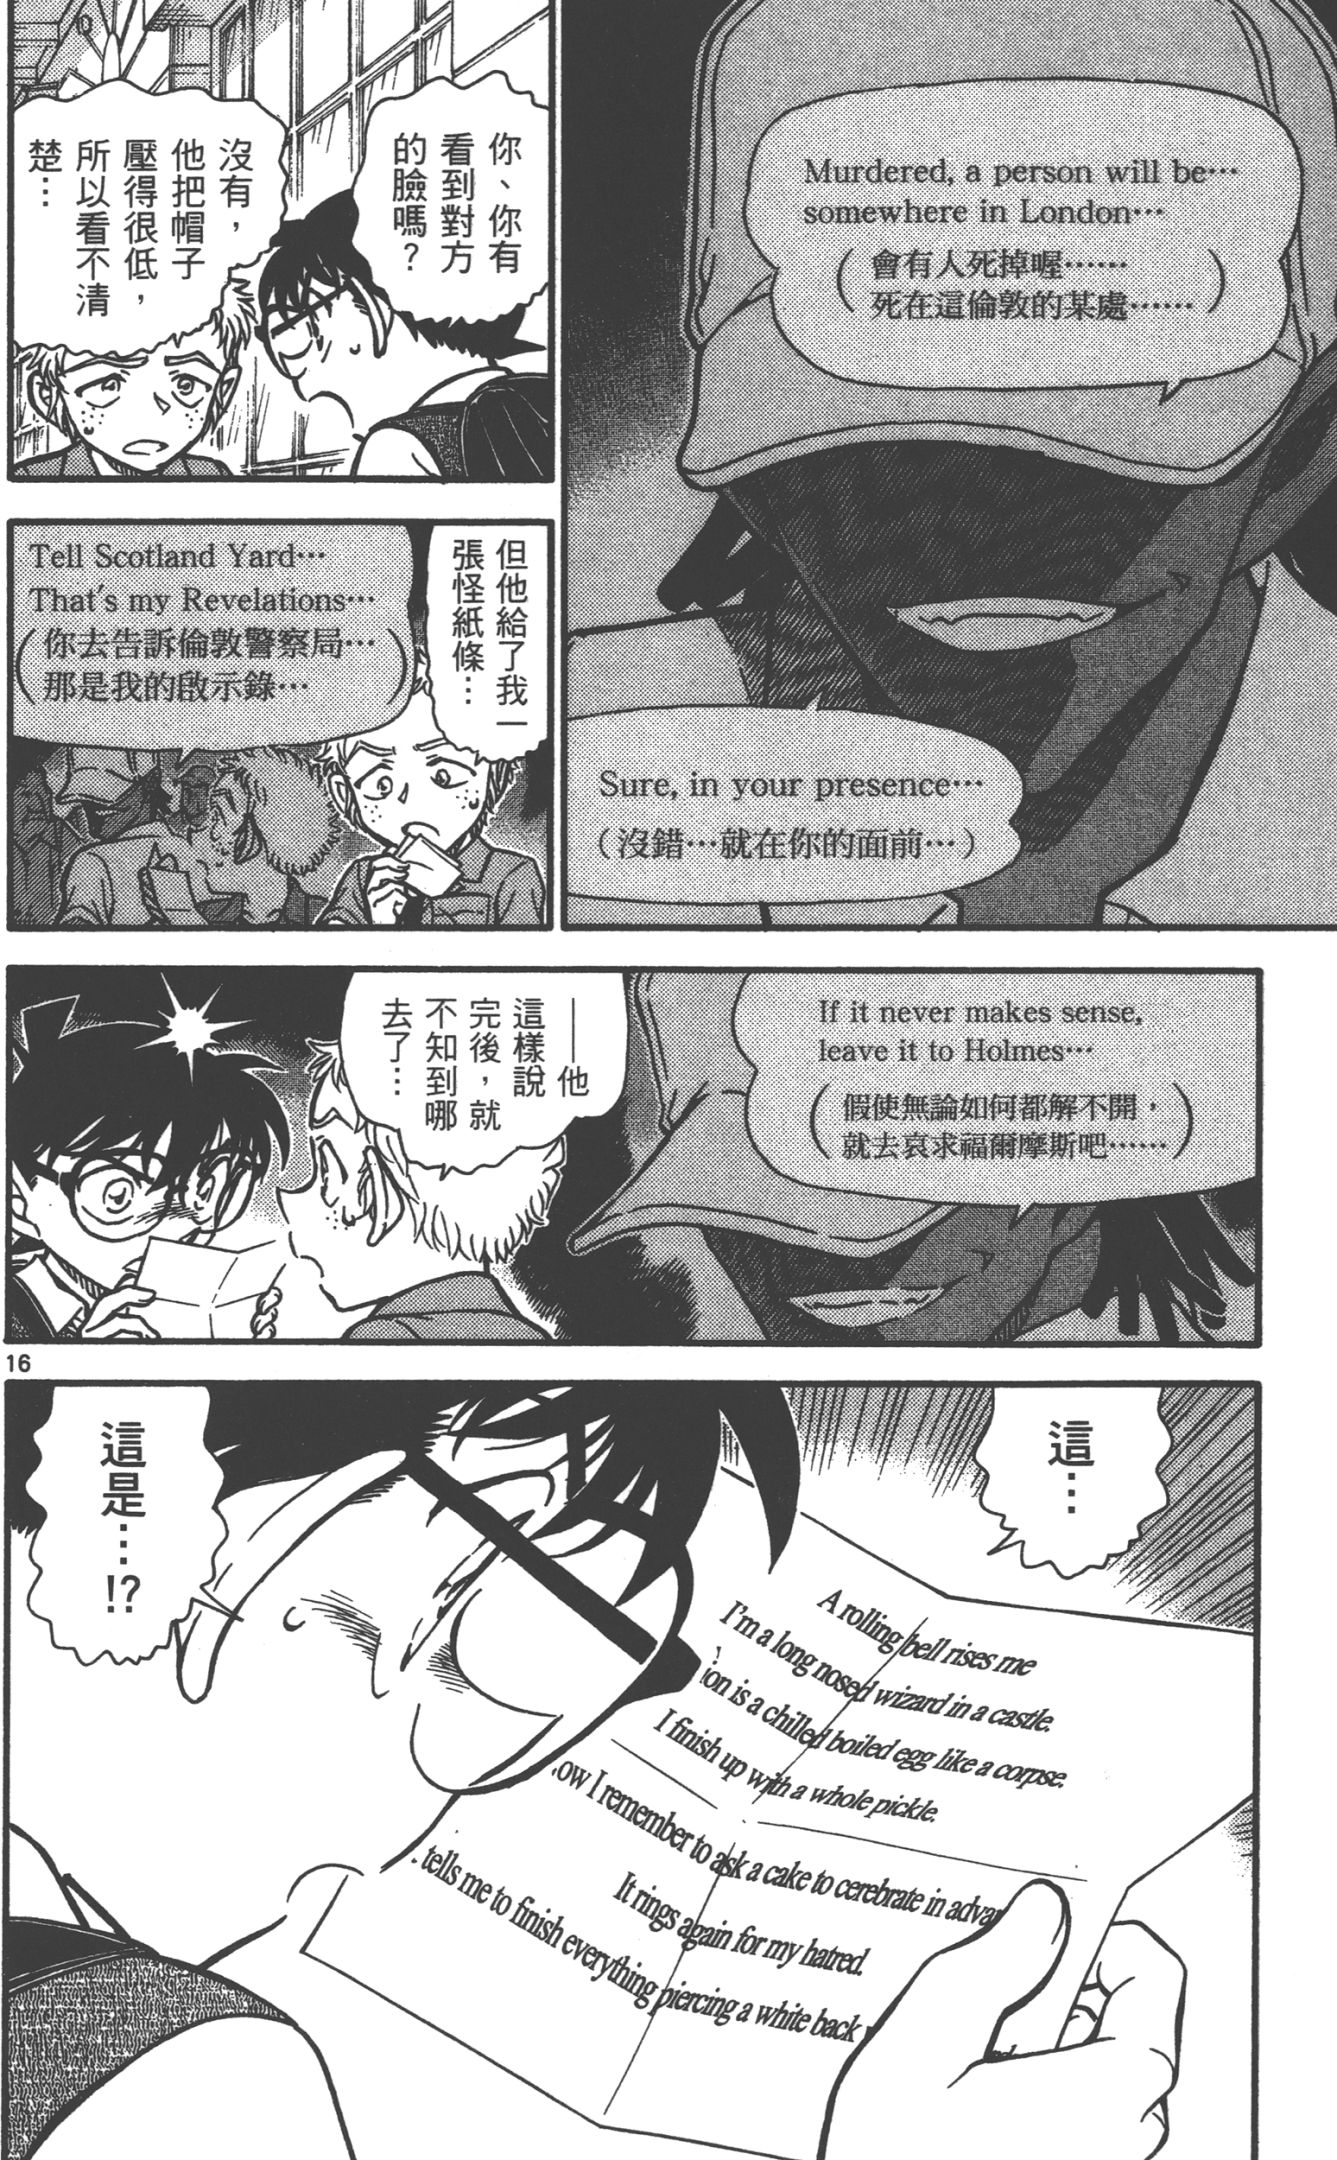 Murdered, a person will be…
somewhere in London…
(會有人死掉喔……
死在這倫敦的某處……)
Sure, in your presence…
(沒錯…就在你的面前…)
你、你有
看到對方
的臉嗎？
沒有，
他把帽子
壓得很低，
所以看不清
楚…
但他給了我一
張怪紙條…
Tell Scotland Yard…
That's my Revelations…
(你去告訴倫敦警察局…
那是我的啟示錄…)
If it never makes sense,
leave it to Holmes…
(假使無論如何都解不開，
就去哀求福爾摩斯吧……)
——他
這樣說
完後，就
不知到哪
去了…
16
這…
A rolling bell rises me
I'm a long nosed wizard in a castle.
ion is a chilled boiled egg like a corpse.
I finish up with a whole pickle.
ow I remember to ask a cake to cerebrate in advan
It rings again for my hatred.
tells me to finish everything piercing a white back
這是…!?